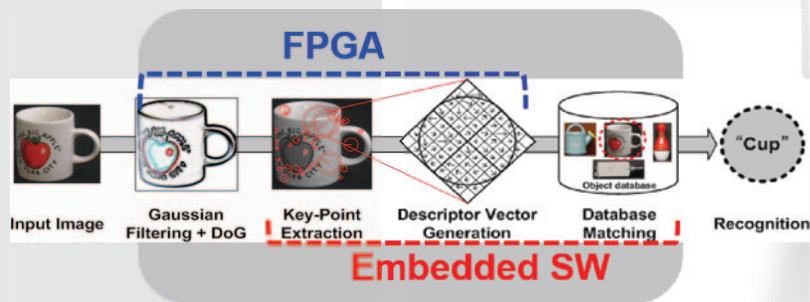 FPGA
"Cup"
Object database
Input Image
Gaussian
Filtering + DoG
Key-Point
Extraction
Descriptor Vector
Generation
Database
Matching
Recognition
Embedded SW